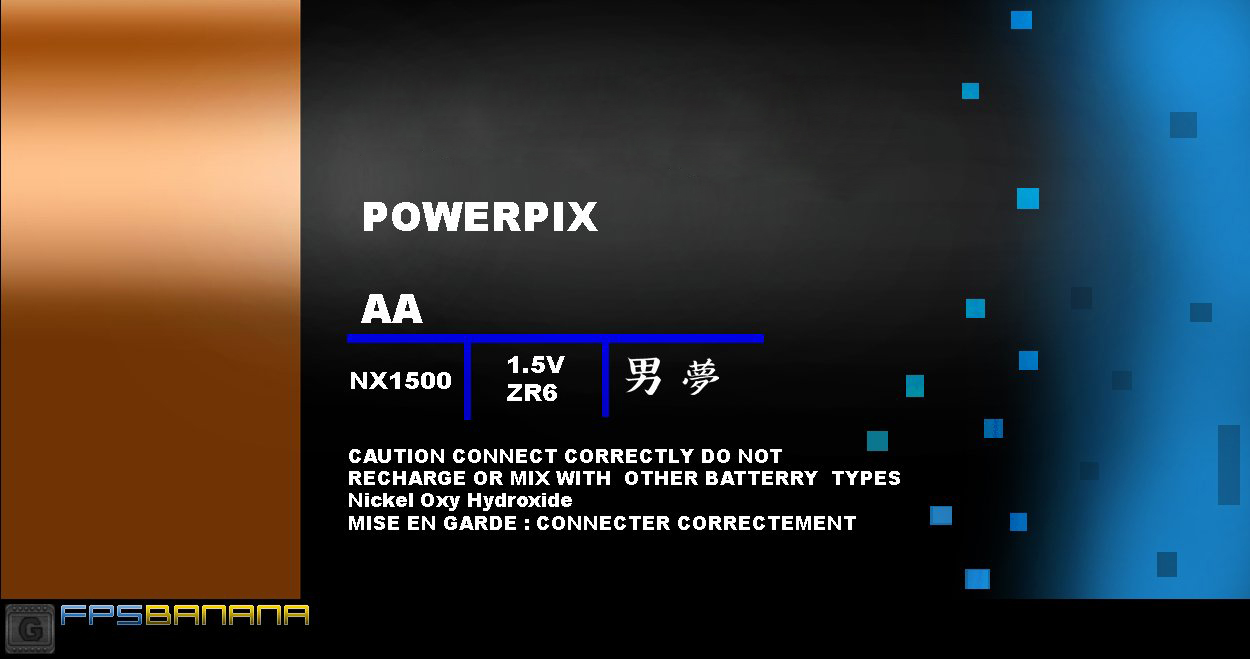 POWERPIX
AA
NX1500
1.5V
ZR6
男 夢
CAUTION CONNECT CORRECTLY DO NOT
RECHARGE OR MIX WITH OTHER BATTERRY TYPES
Nickel Oxy Hydroxide
MISE EN GARDE : CONNECTER CORRECTEMENT
G FPSBANANA